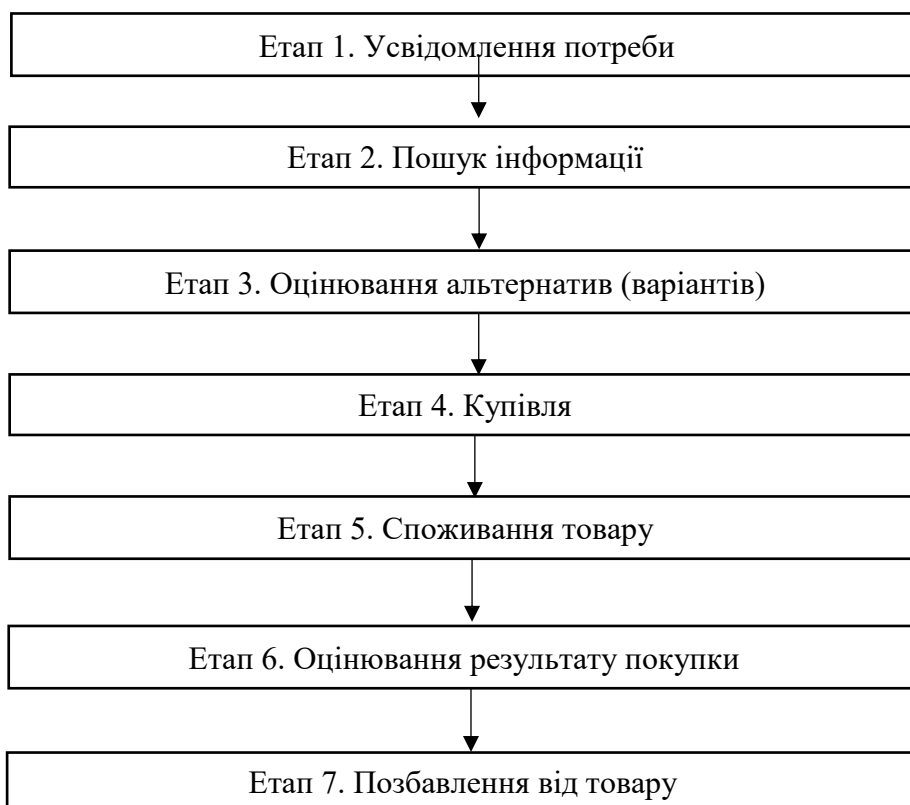 Етап 1. Усвідомлення потреби
Етап 2. Пошук інформації
Етап 3. Оцінювання альтернатив (варіантів)
Етап 4. Купівля
Етап 5. Споживання товару
Етап 6. Оцінювання результату покупки
Етап 7. Позбавлення від товару